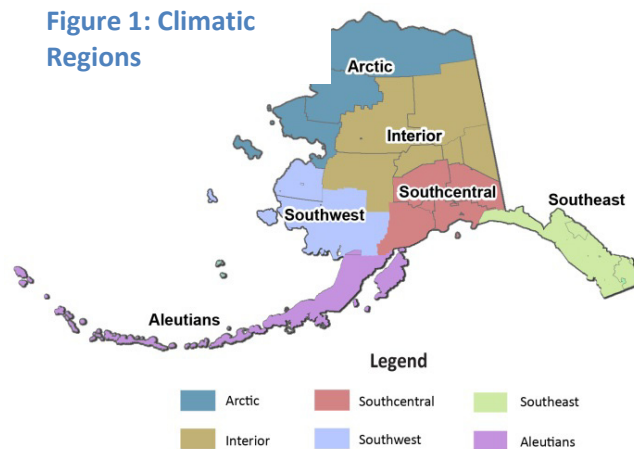 Figure 1: Climatic
Regions
Arctic
Interior
Southcentral
Southeast
Southwest
Aleutians
Legend
Arctic
Southcentral
Southeast
Interior
Southwest
Aleutians